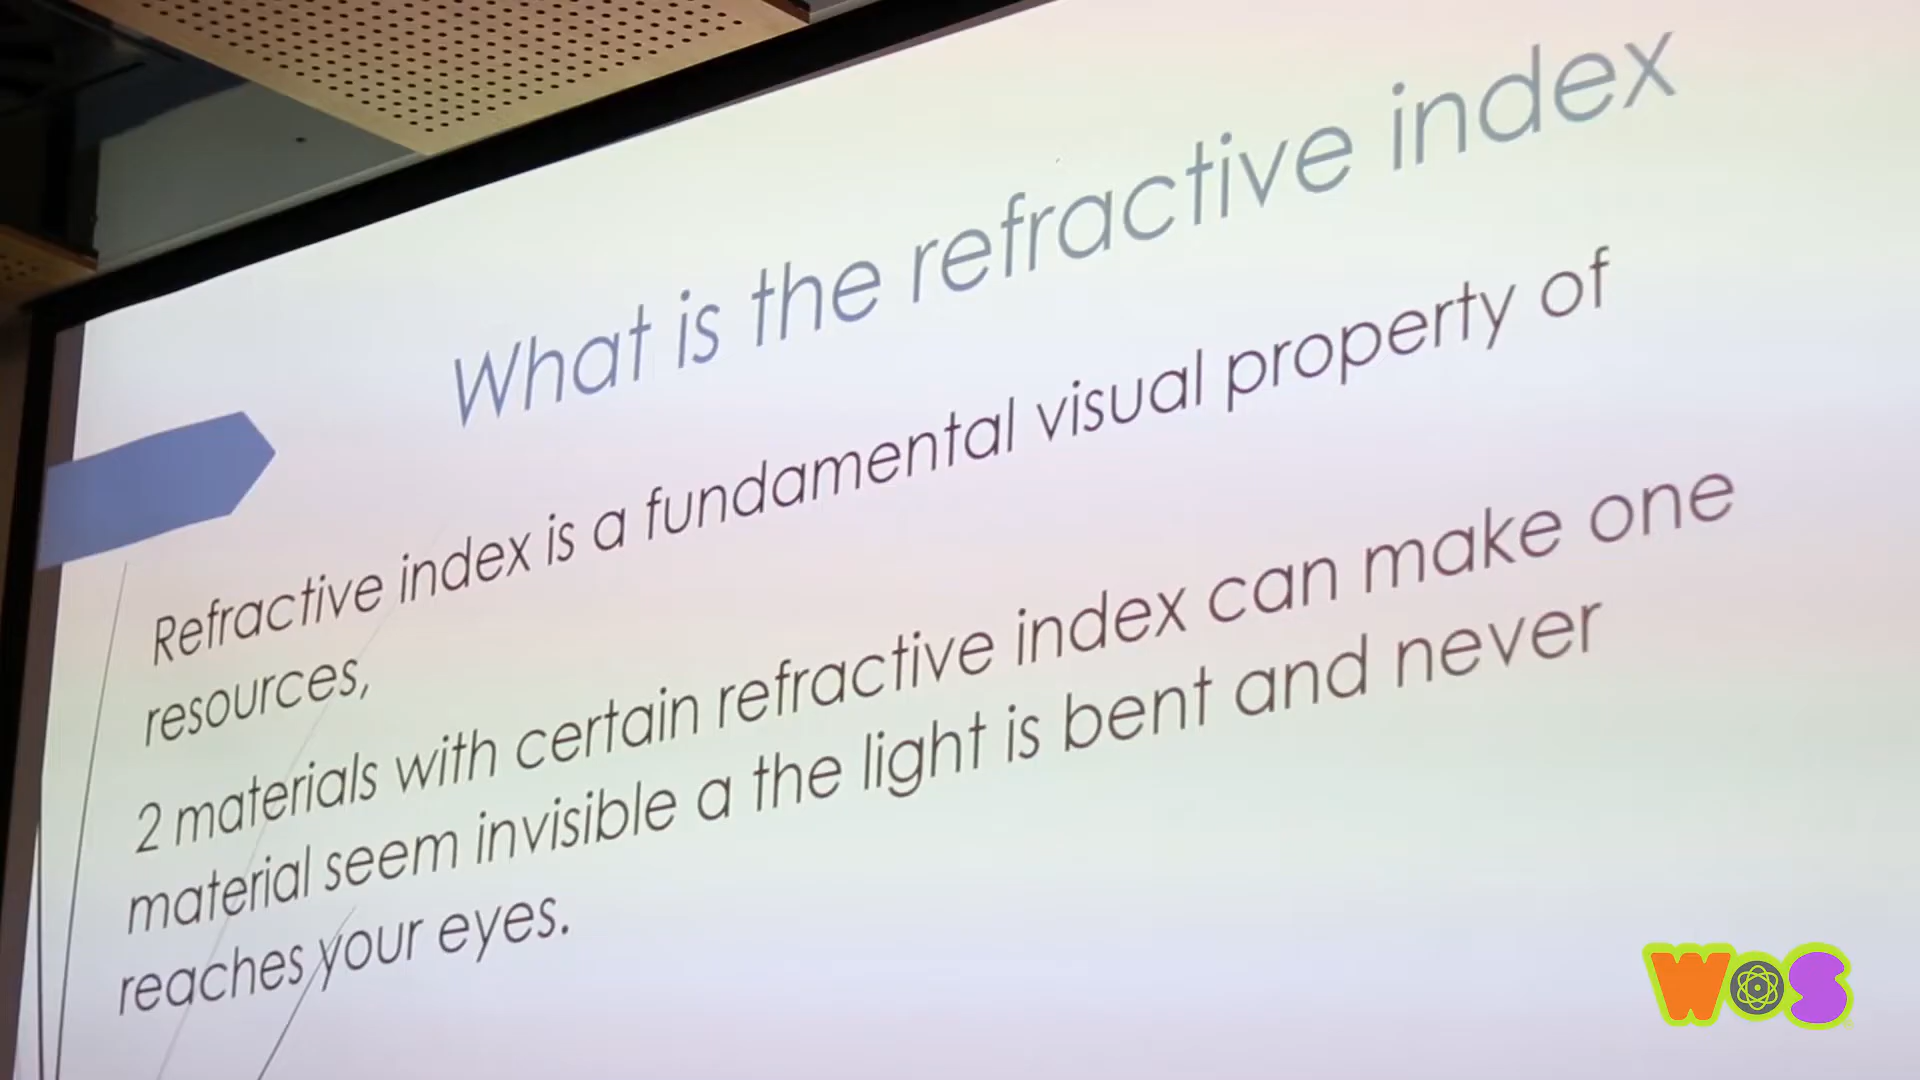 What is the refractive index
Refractive index is a fundamental visual property of
resources,
2 materials with certain refractive index can make one
material seem invisible a the light is bent and never
reaches your eyes.
WOS